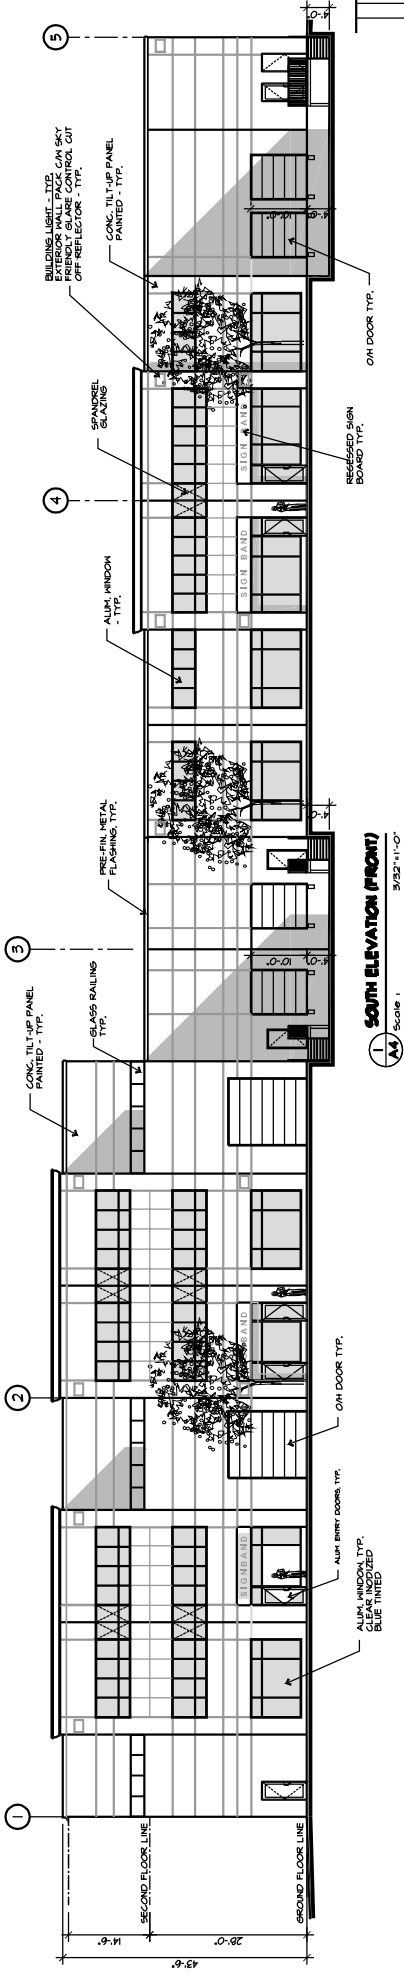 1
2
3
4
5
CONC. TILT-UP PANEL
PAINTED - TYP.
GLASS RAILING
TYP.
PRE-FIN. METAL
FLASHING, TYP.
ALUM. WINDOW
- TYP.
SPANDREL
GLAZING
BUILDING LIGHT - TYP.
EXTERIOR WALL PACK C/W SKY
FRIENDLY GLARE CONTROL CUT
OFF REFLECTOR - TYP.
CONC. TILT-UP PANEL
PAINTED - TYP.
43'-6"
14'-6"
28'-0"
SECOND FLOOR LINE
GROUND FLOOR LINE
SIGNBAND
BAND
SIGN BAND
SIGN BAND
10'-0"
4'-0"
4'-0"
10'-0"
4'-0"
4'-0"
ALUM. WINDOW, TYP.
CLEAR INODIZED
BLUE TINTED
ALUM. ENTRY DOORS, TYP.
O/H DOOR TYP.
RECESSED SIGN
BOARD TYP.
O/H DOOR TYP.
1
A4
SOUTH ELEVATION (FRONT)
Scale : 3/32"=1'-0"